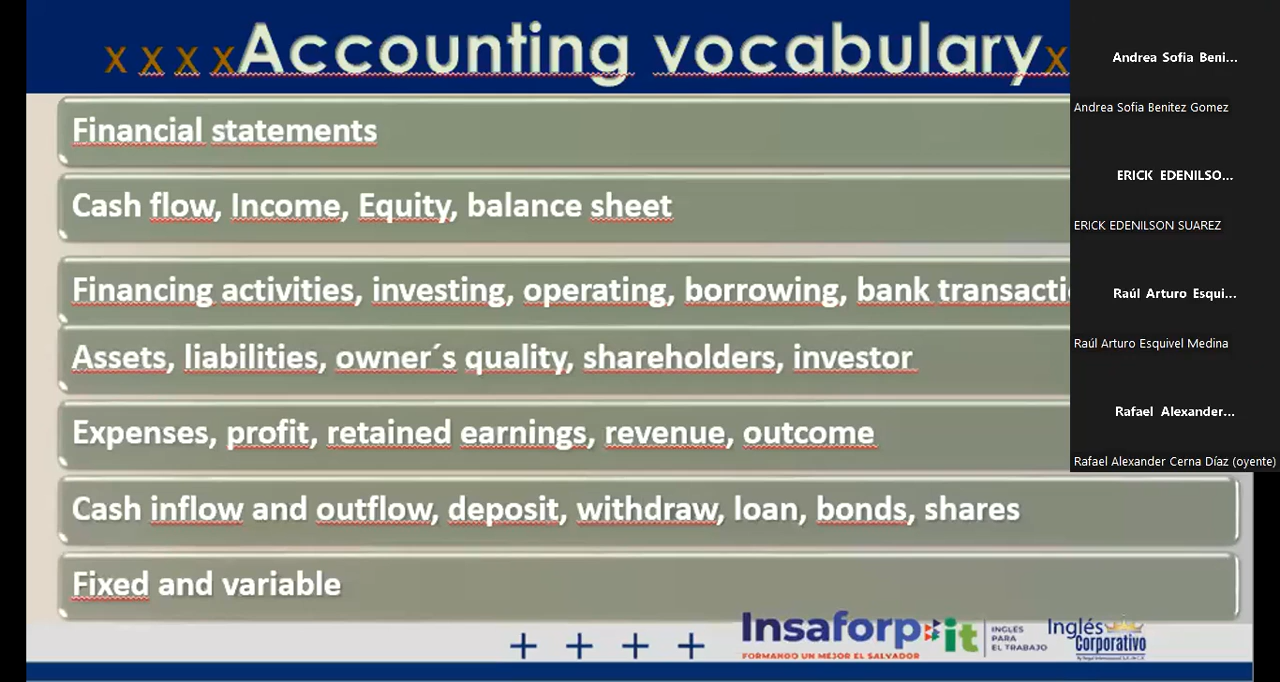 x x x xAccounting vocabularyx
Financial statements
Cash flow, Income, Equity, balance sheet
Financing activities, investing, operating, borrowing, bank transacti
Assets, liabilities, owner´s quality, shareholders, investor
Expenses, profit, retained earnings, revenue, outcome
Cash inflow and outflow, deposit, withdraw, loan, bonds, shares
Fixed and variable
Insaforp it
FORMANDO UN MEJOR EL SALVADOR
INGLÉS
PARA
EL TRABAJO
Inglés
Corporativo
Andrea Sofia Beni...
Andrea Sofia Benitez Gomez
ERICK EDENILSO...
ERICK EDENILSON SUAREZ
Raúl Arturo Esqui...
Raúl Arturo Esquivel Medina
Rafael Alexander...
Rafael Alexander Cerna Díaz (oyente)